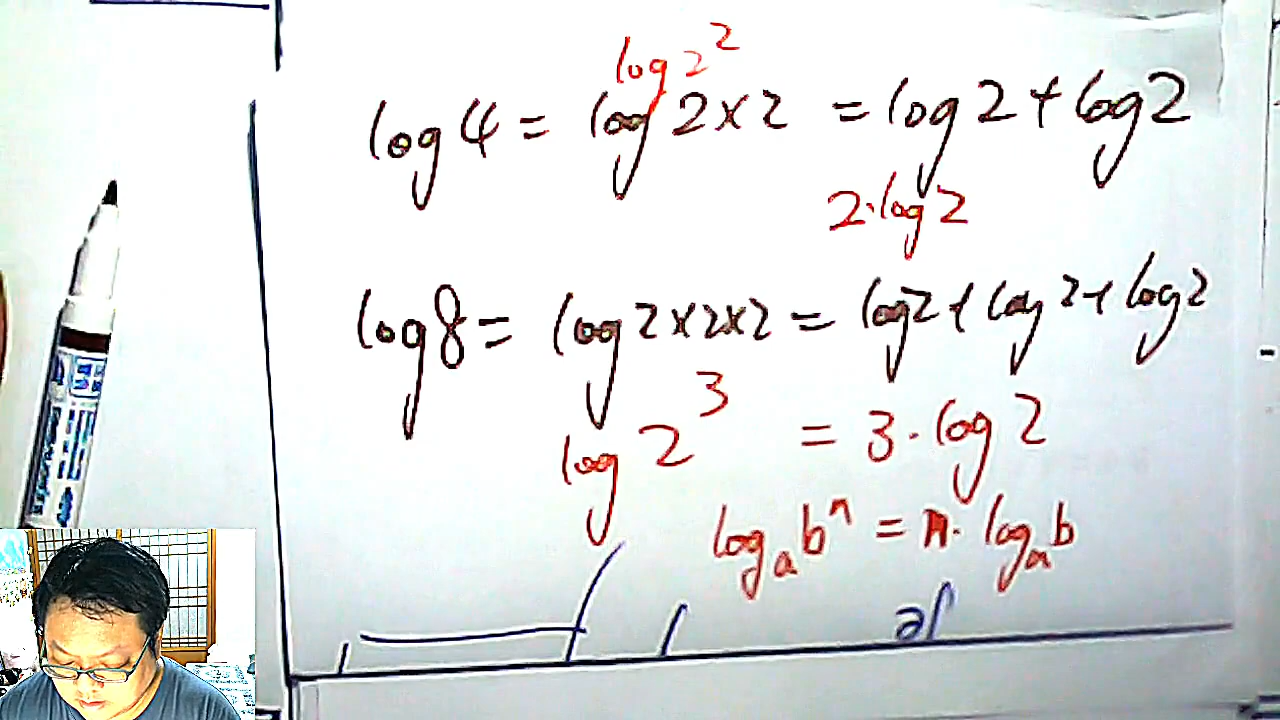 log 2²
log 4 = log 2×2 = log 2 + log 2
2·log 2
log 8 = log 2×2×2 = log 2 + log 2 + log 2
log 2³ = 3·log 2
logₐ bⁿ = n·logₐ b